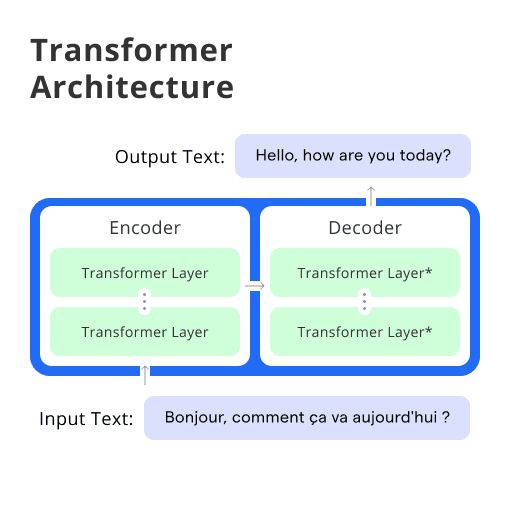 Transformer
Architecture
Output Text:
Hello, how are you today?
Encoder
Decoder
Transformer Layer
Transformer Layer*
Transformer Layer
Transformer Layer*
Input Text:
Bonjour, comment ça va aujourd'hui ?